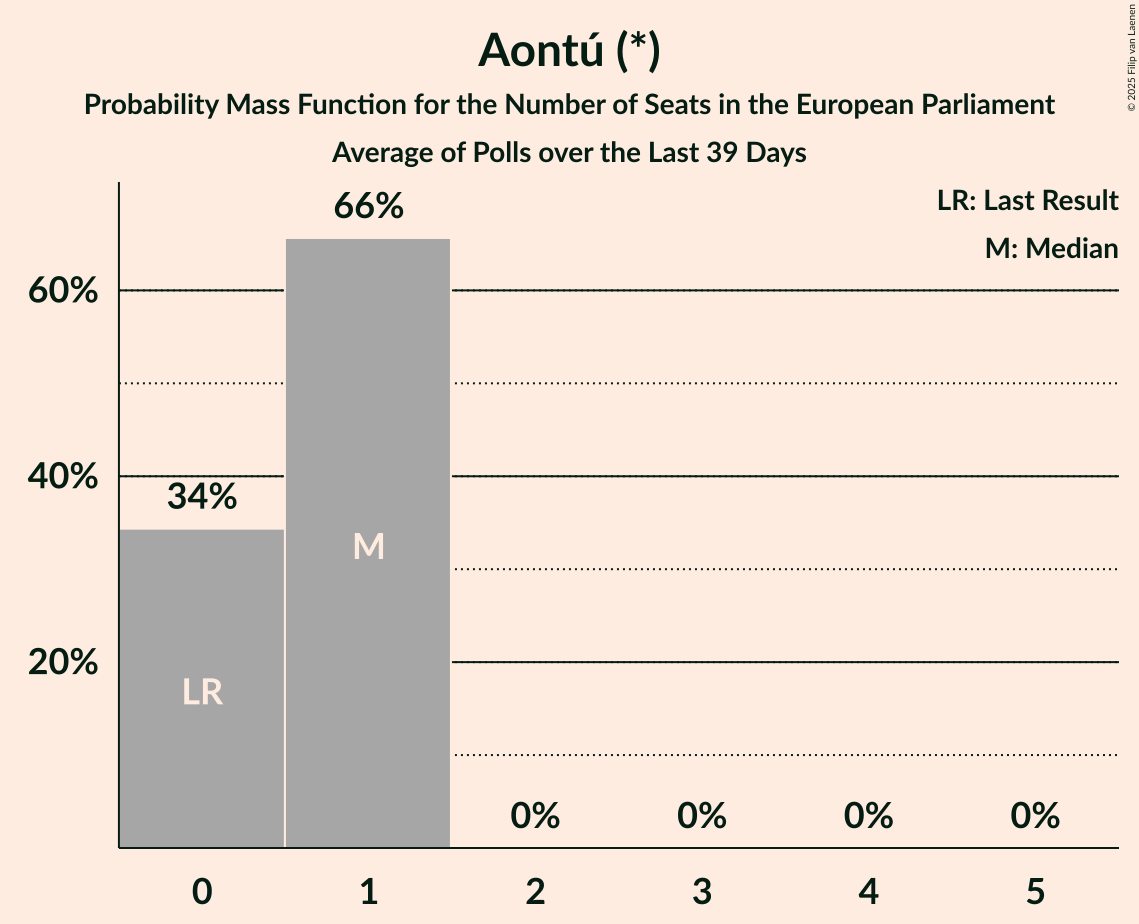 Aontú (*)
Probability Mass Function for the Number of Seats in the European Parliament
Average of Polls over the Last 39 Days
© 2025 Filip van Laenen
LR: Last Result
M: Median
66%
60%
40%
34%
M
20%
LR
0% 0% 0% 0%
0 1 2 3 4 5